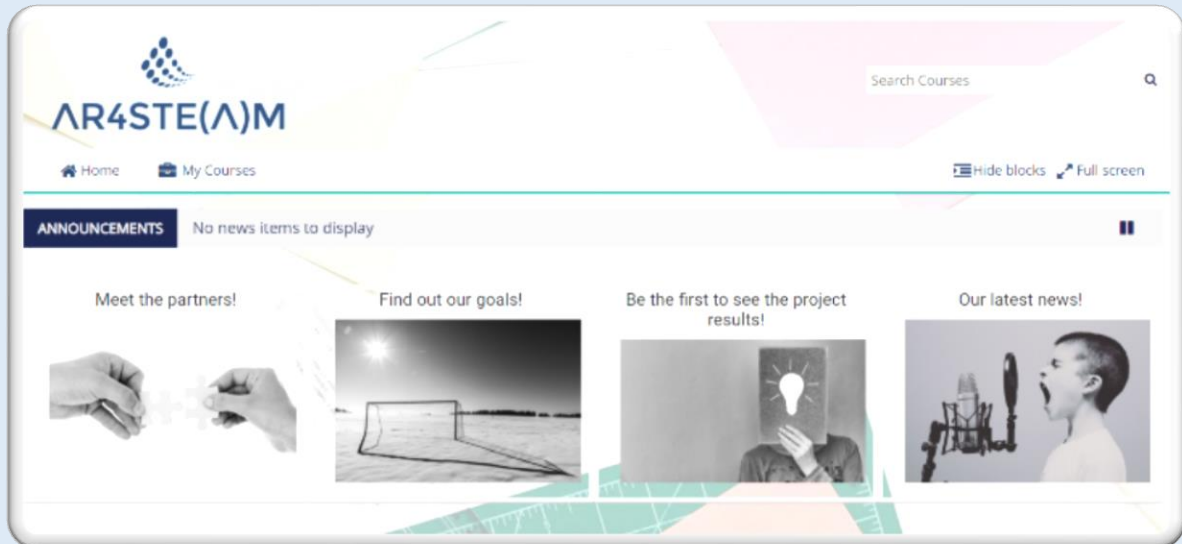 Search Courses
ΛR4STE(Λ)M
Home My Courses Hide blocks Full screen
ANNOUNCEMENTS No news items to display
Meet the partners! Find out our goals! Be the first to see the project Our latest news!
results!